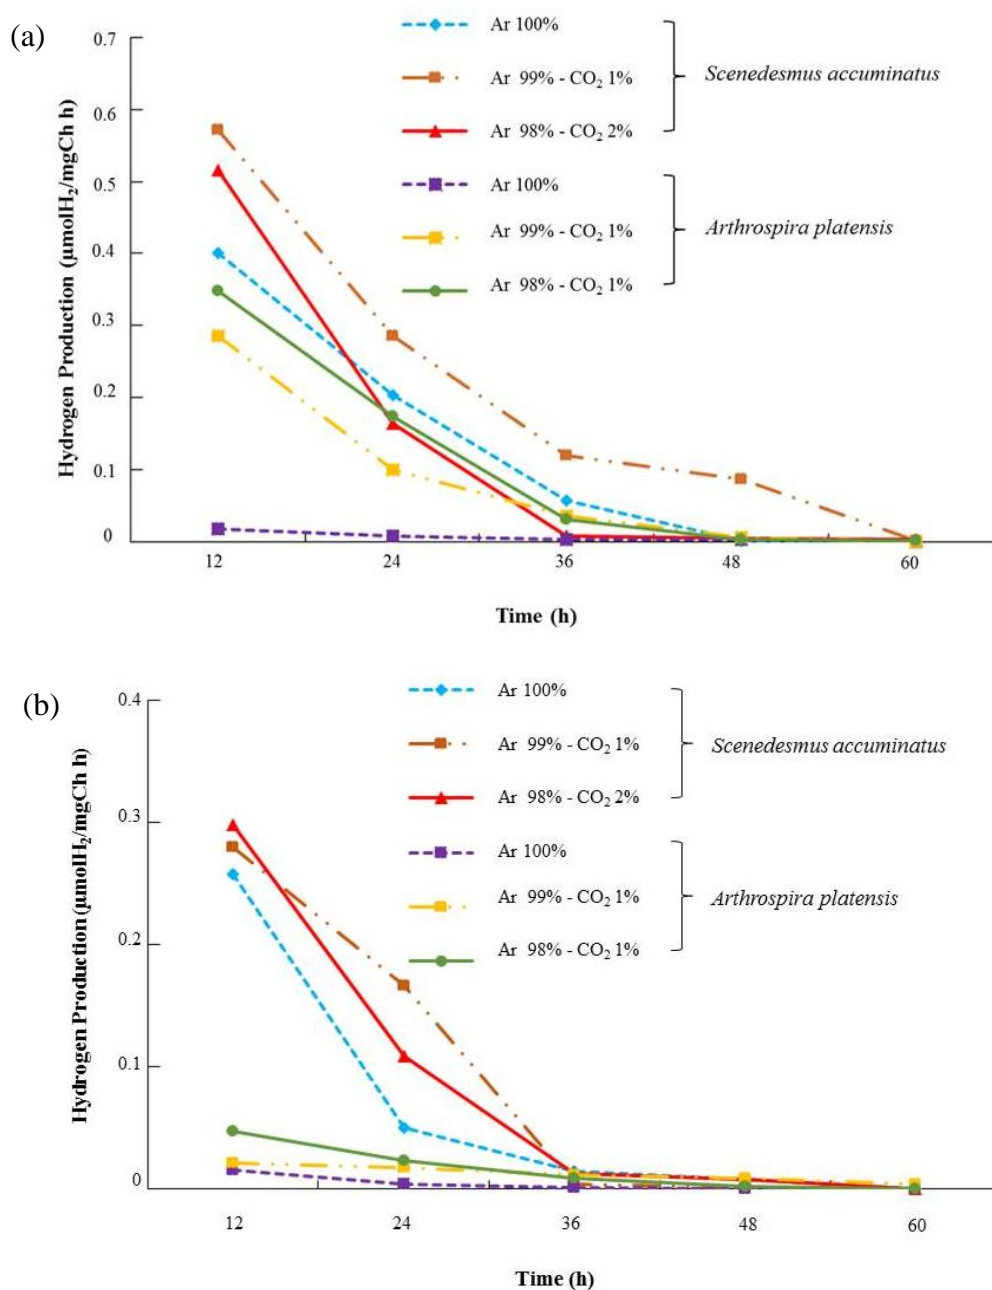 (a)
0.7
0.6
0.5
0.4
0.3
0.2
0.1
0
Hydrogen Production (µmolH₂/mgCh h)
Ar 100%
Ar 99% - CO₂ 1%
Ar 98% - CO₂ 2%
Scenedesmus accuminatus
Ar 100%
Ar 99% - CO₂ 1%
Ar 98% - CO₂ 1%
Arthrospira platensis
12 24 36 48 60
Time (h)
(b)
0.4
0.3
0.2
0.1
0
Hydrogen Production (µmolH₂/mgCh h)
Ar 100%
Ar 99% - CO₂ 1%
Ar 98% - CO₂ 2%
Scenedesmus accuminatus
Ar 100%
Ar 99% - CO₂ 1%
Ar 98% - CO₂ 1%
Arthrospira platensis
12 24 36 48 60
Time (h)